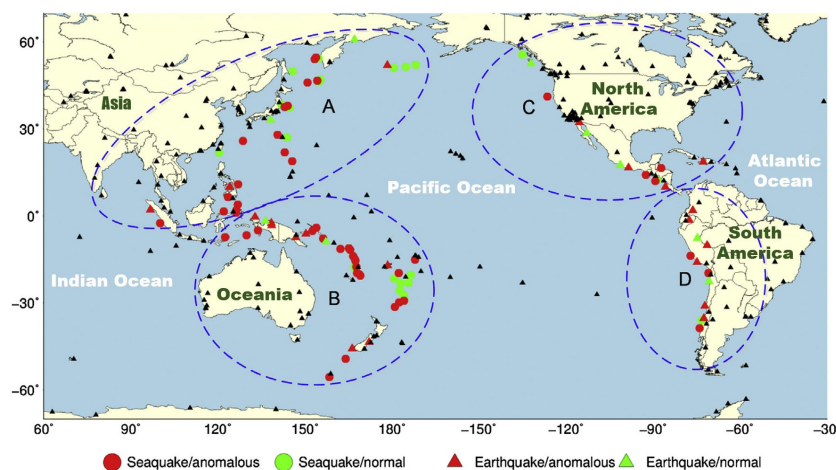 60°
30°
0°
−30°
−60°
Asia
A
C
North
America
Pacific Ocean
Atlantic
Ocean
Indian Ocean
Oceania
B
D
South
America
60 90 120 150 180 −150 −120 −90 −60 −30
Seaquake/anomalous Seaquake/normal Earthquake/anomalous Earthquake/normal